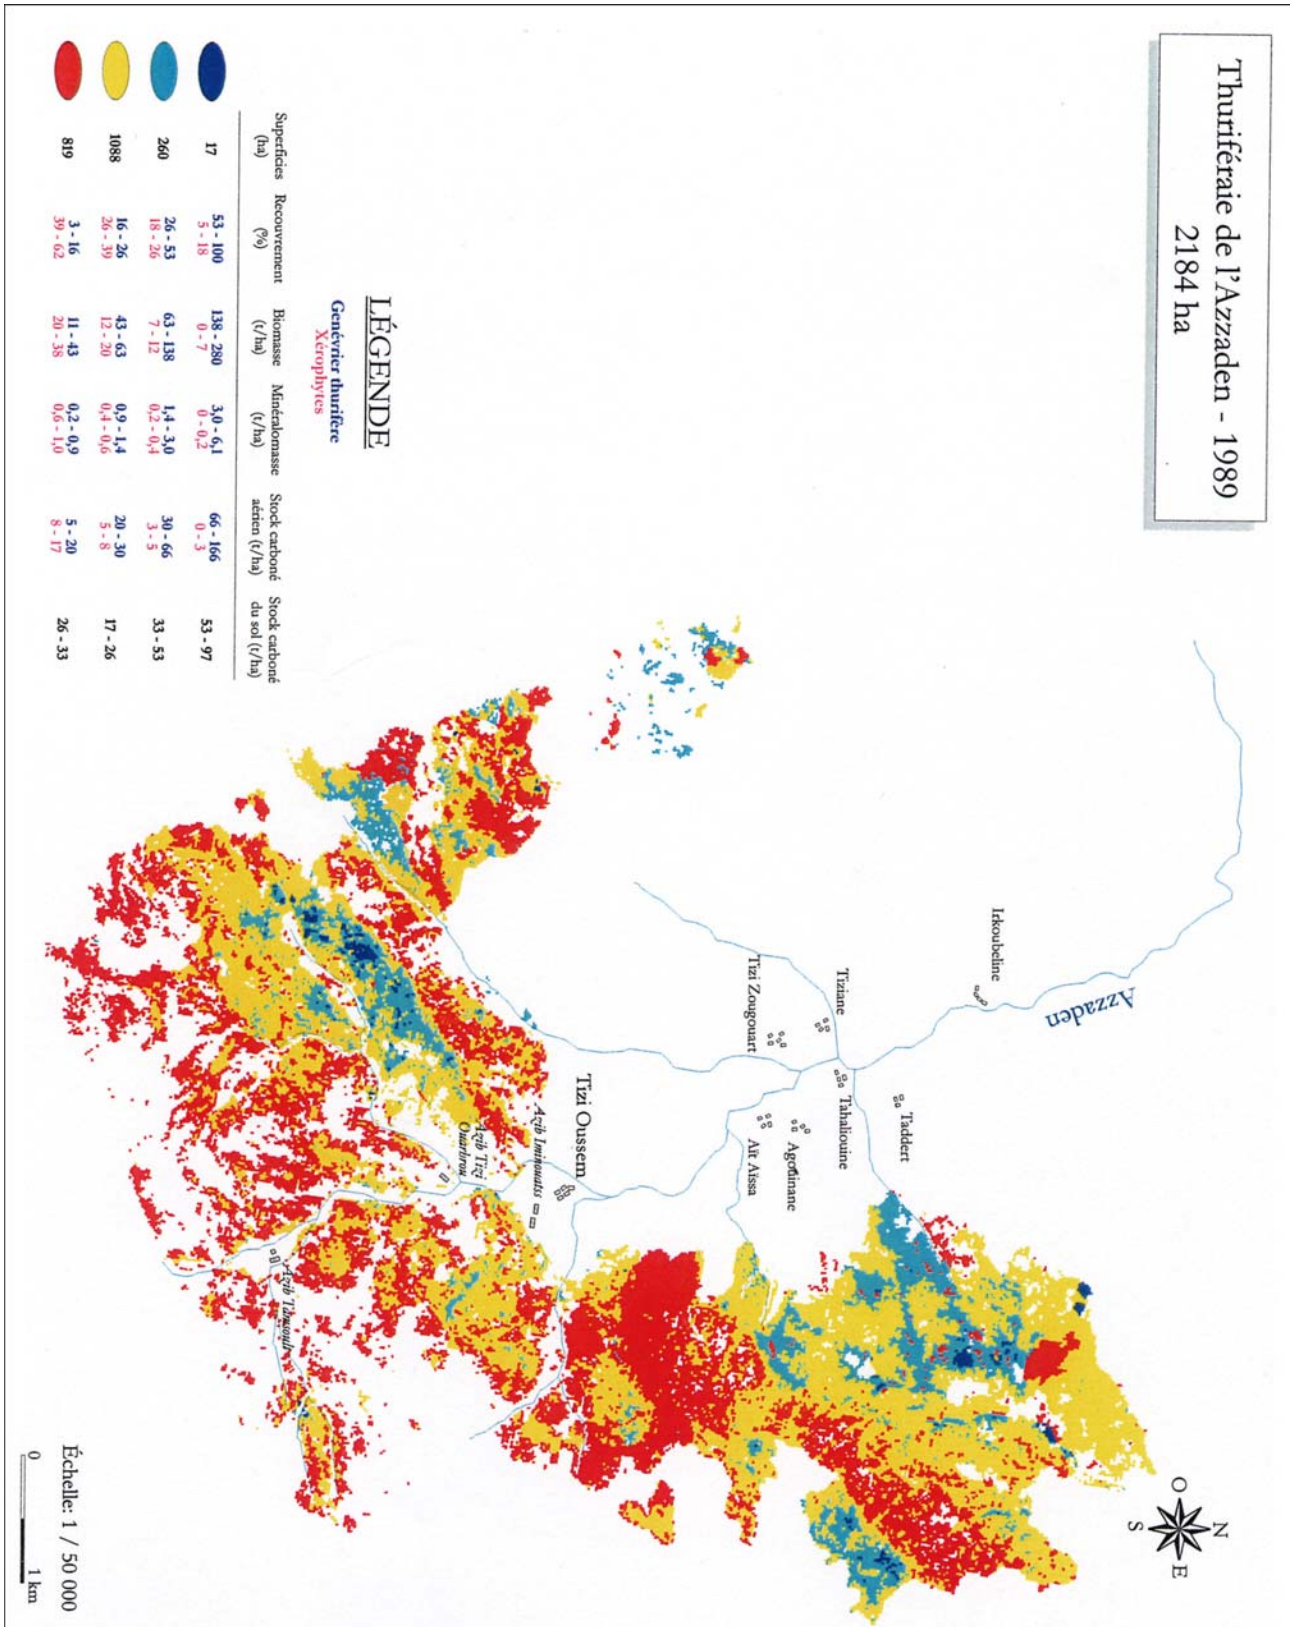 Thuriféraie de l'Azzaden - 1989
2184 ha
N
O
E
S
Azzaden
Irkoubeline
Taddert
Tiziane
Tahaliouine
Tizi Zougouart
Agouinane
Aït Aïssa
Tizi Oussem
Azib Iminouatss
Azib Tizi
Ouarbrou
Azib Tamsoult
LÉGENDE
Genévrier thurifère
Xérophytes
Superficies Recouvrement Biomasse Minéralomasse Stock carboné Stock carboné
(ha) (%) (t/ha) (t/ha) aérien (t/ha) du sol (t/ha)
17 53 - 100 138 - 280 3,0 - 6,1 66 - 166 53 - 97
5 - 18 0 - 7 0 - 0,2 0 - 3
260 26 - 53 63 - 138 1,4 - 3,0 30 - 66 33 - 53
18 - 26 7 - 12 0,2 - 0,4 3 - 5
1088 16 - 26 43 - 63 0,9 - 1,4 20 - 30 17 - 26
26 - 39 12 - 20 0,4 - 0,6 5 - 8
819 3 - 16 11 - 43 0,2 - 0,9 5 - 20 26 - 33
39 - 62 20 - 38 0,6 - 1,0 8 - 17
Échelle: 1 / 50 000
0 1 km